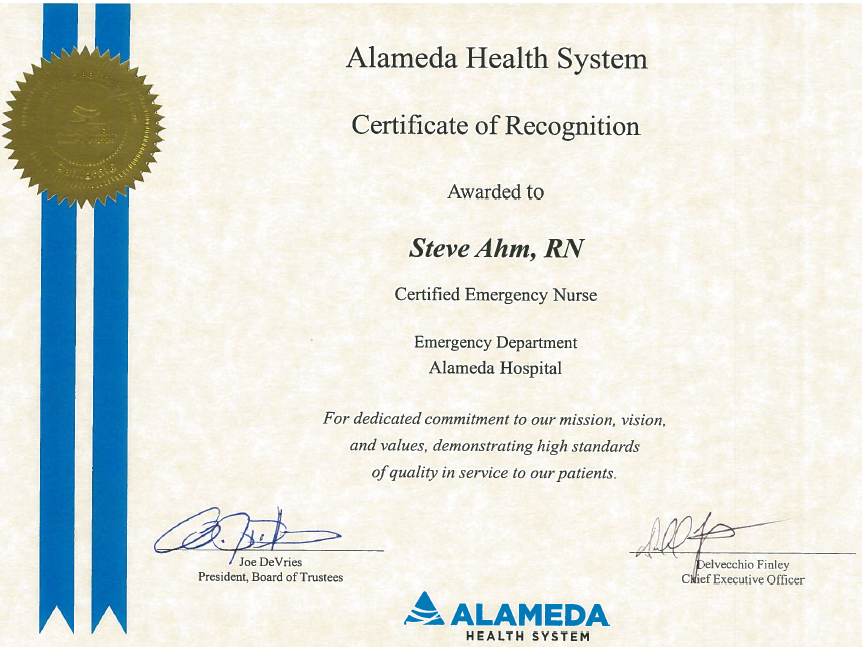 Alameda Health System
Certificate of Recognition
Awarded to
Steve Ahm, RN
Certified Emergency Nurse
Emergency Department
Alameda Hospital
For dedicated commitment to our mission, vision,
and values, demonstrating high standards
of quality in service to our patients.
Joe DeVries
President, Board of Trustees
Delvecchio Finley
Chief Executive Officer
ALAMEDA
HEALTH SYSTEM